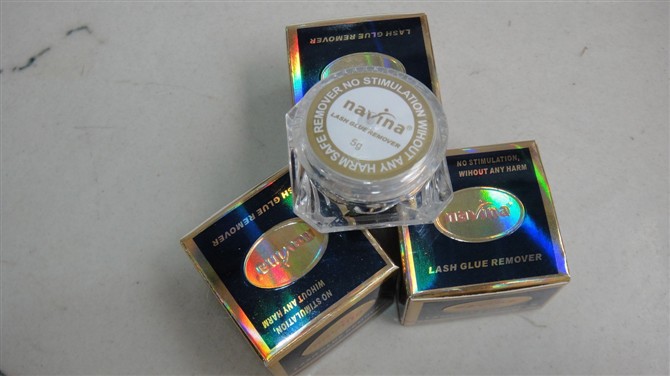 LASH GLUE REMOVER
SAFE REMOVER NO STIMULATION WIHOUT ANY HARM
navina®
LASH GLUE REMOVER
5g
NO STIMULATION,
WIHOUT ANY HARM
navina
LASH GLUE REMOVER
LASH GLUE REMOVER
navina
NO STIMULATION,
WIHOUT ANY HARM